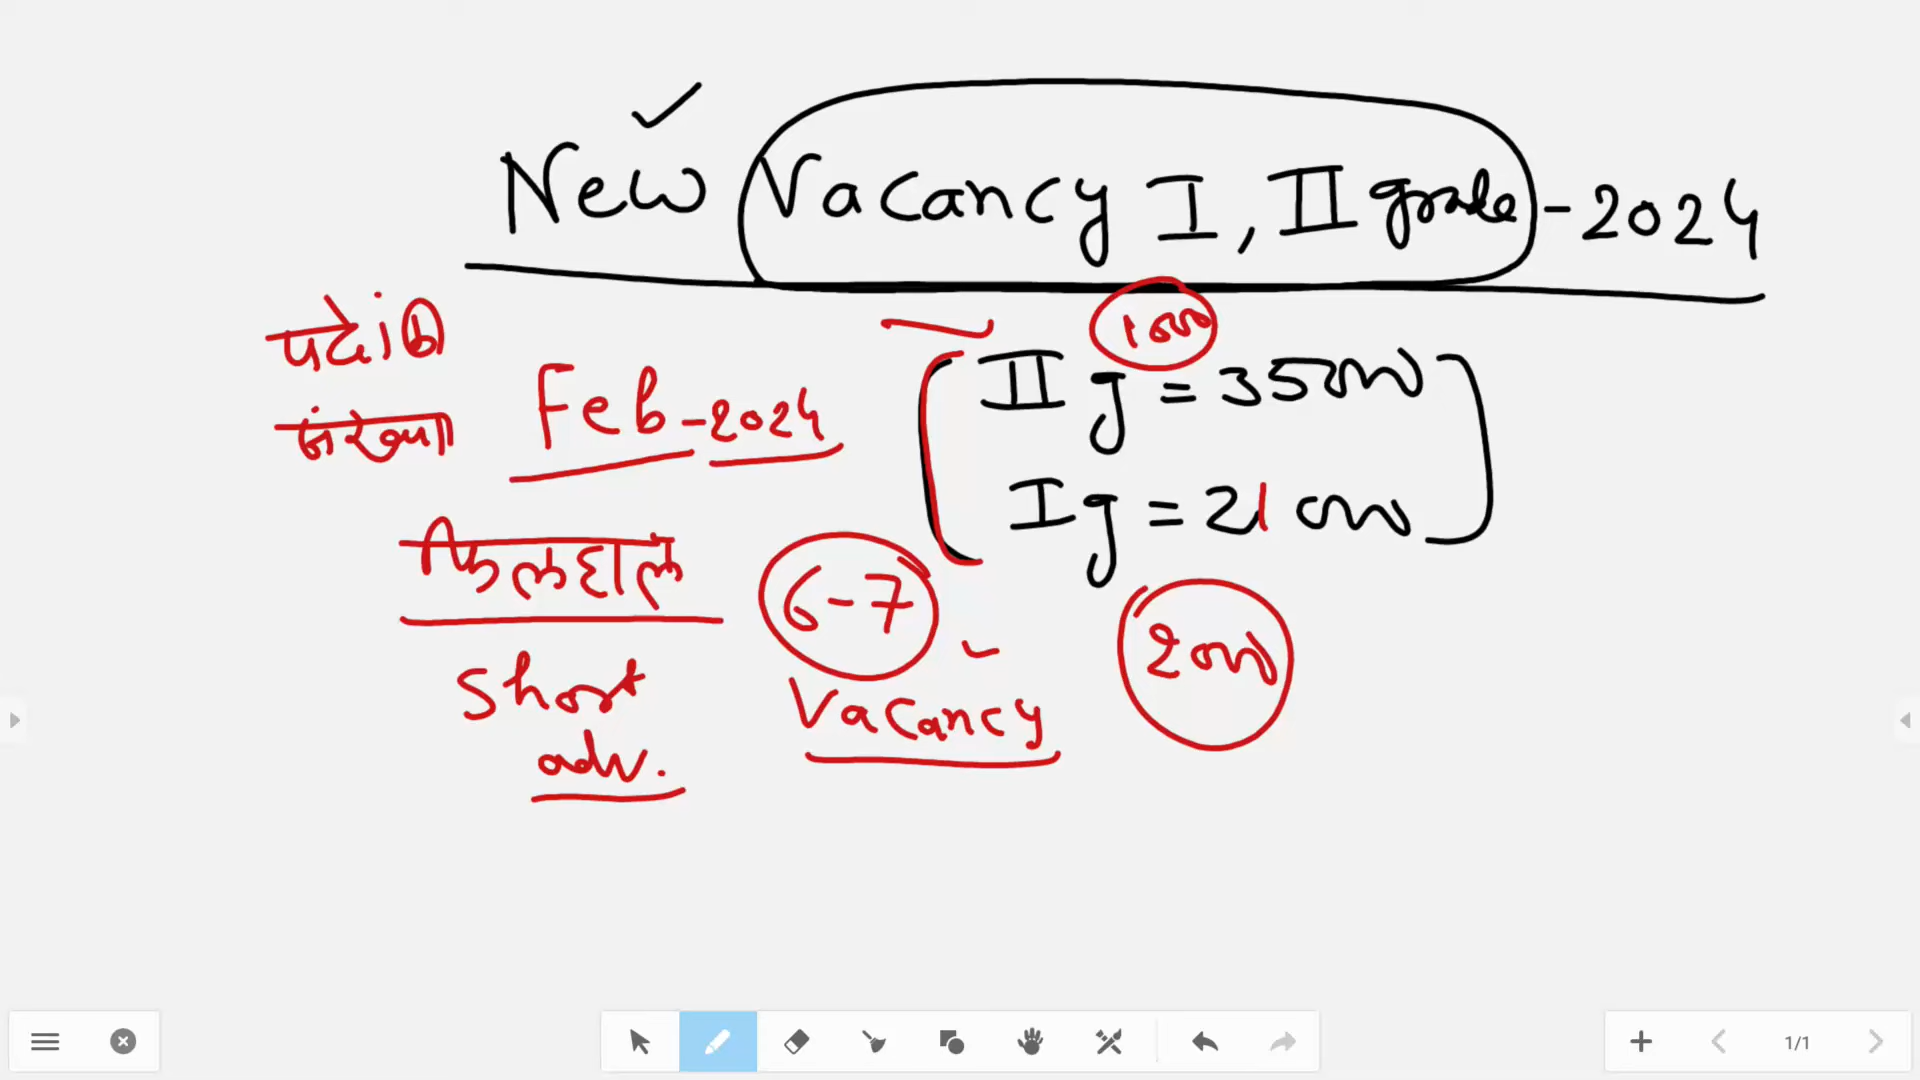 New Vacancy I, II grade - 2024
1000
पदों कि
संख्या
Feb - 2024
II g = 3500
I g = 2100
फिलहाल
6-7
2000
Short
adv.
Vacancy
1/1